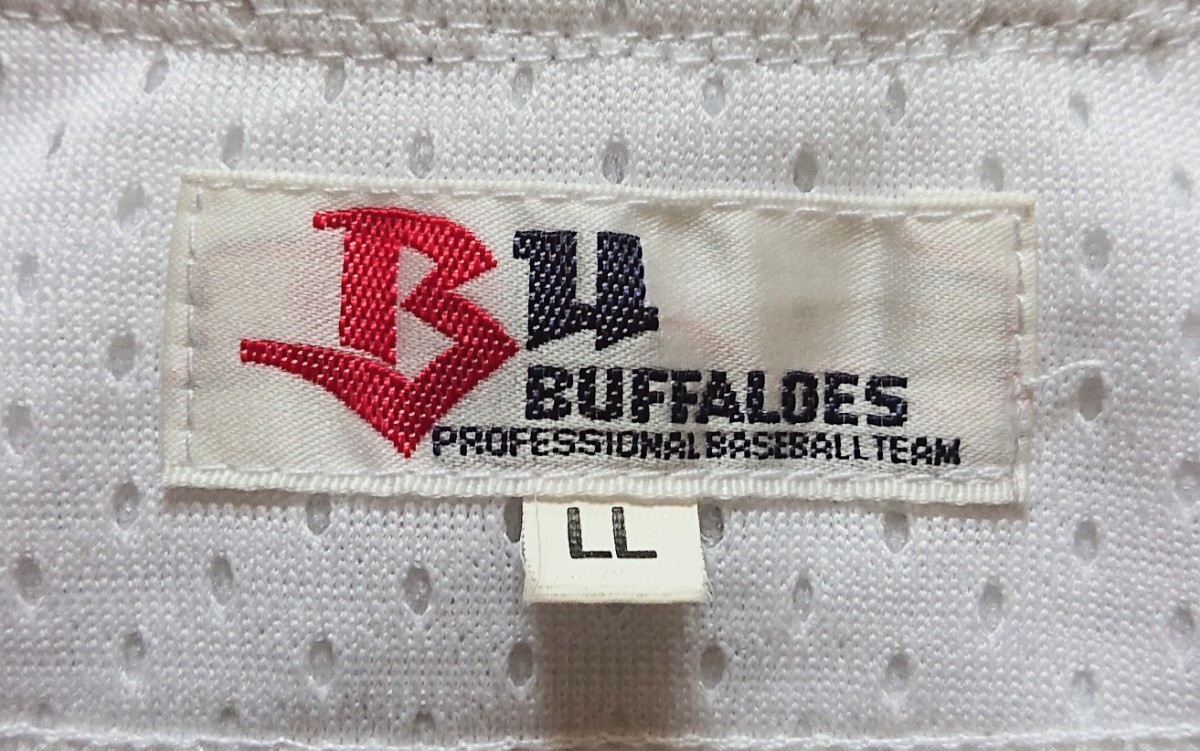 Bu
BUFFALOES
PROFESSIONAL BASEBALL TEAM
LL